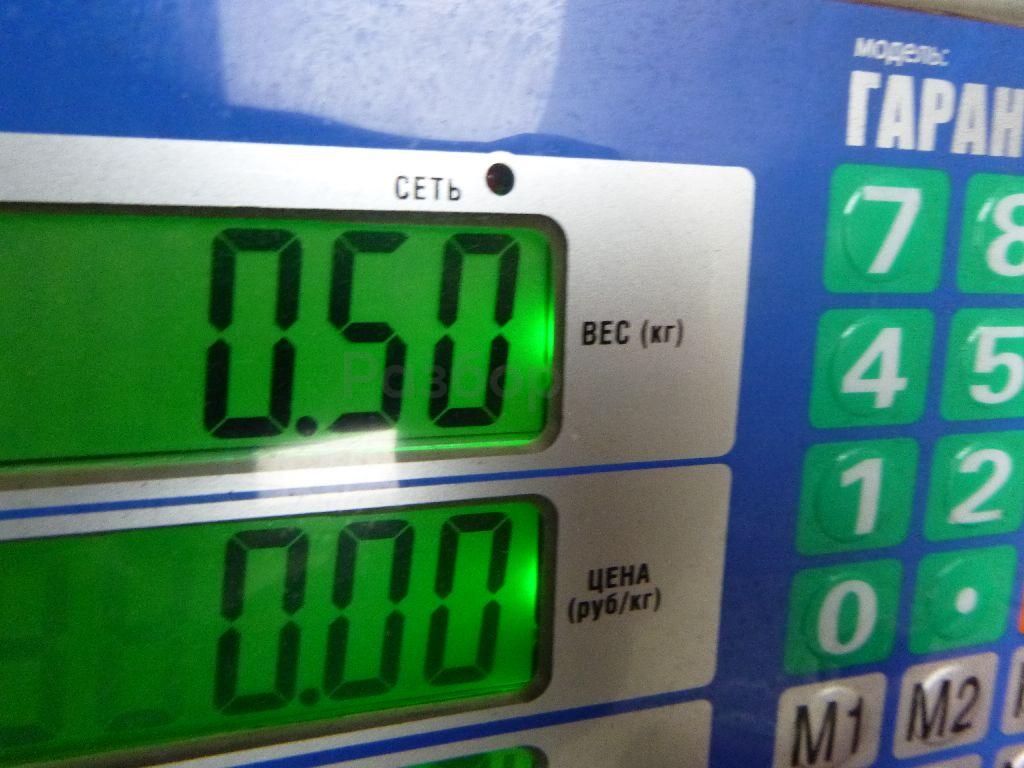 модель:
ГАРАН
СЕТЬ
0.50
ВЕС (кг)
7 8
4 5
1 2
0 .
Разбор
0.00
ЦЕНА
(руб/кг)
M1 M2